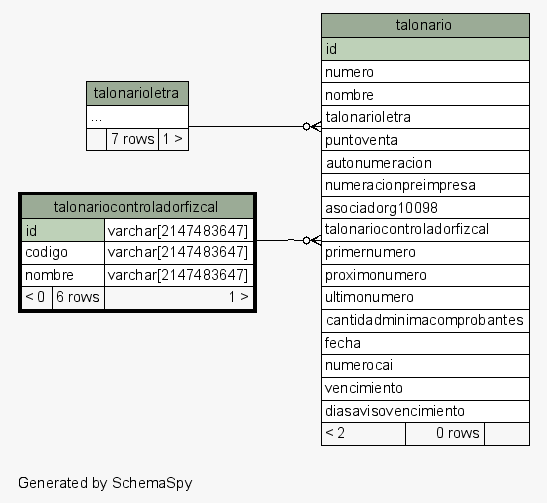 talonario
id
numero
nombre
talonarioletra
puntoventa
autonumeracion
numeracionpreimpresa
asociadorg10098
talonariocontroladorfizcal
primernumero
proximonumero
ultimonumero
cantidadminimacomprobantes
fecha
numerocai
vencimiento
diasavisovencimiento
< 2 0 rows
talonarioletra
...
7 rows 1 >
talonariocontroladorfizcal
id varchar[2147483647]
codigo varchar[2147483647]
nombre varchar[2147483647]
< 0 6 rows 1 >
Generated by SchemaSpy